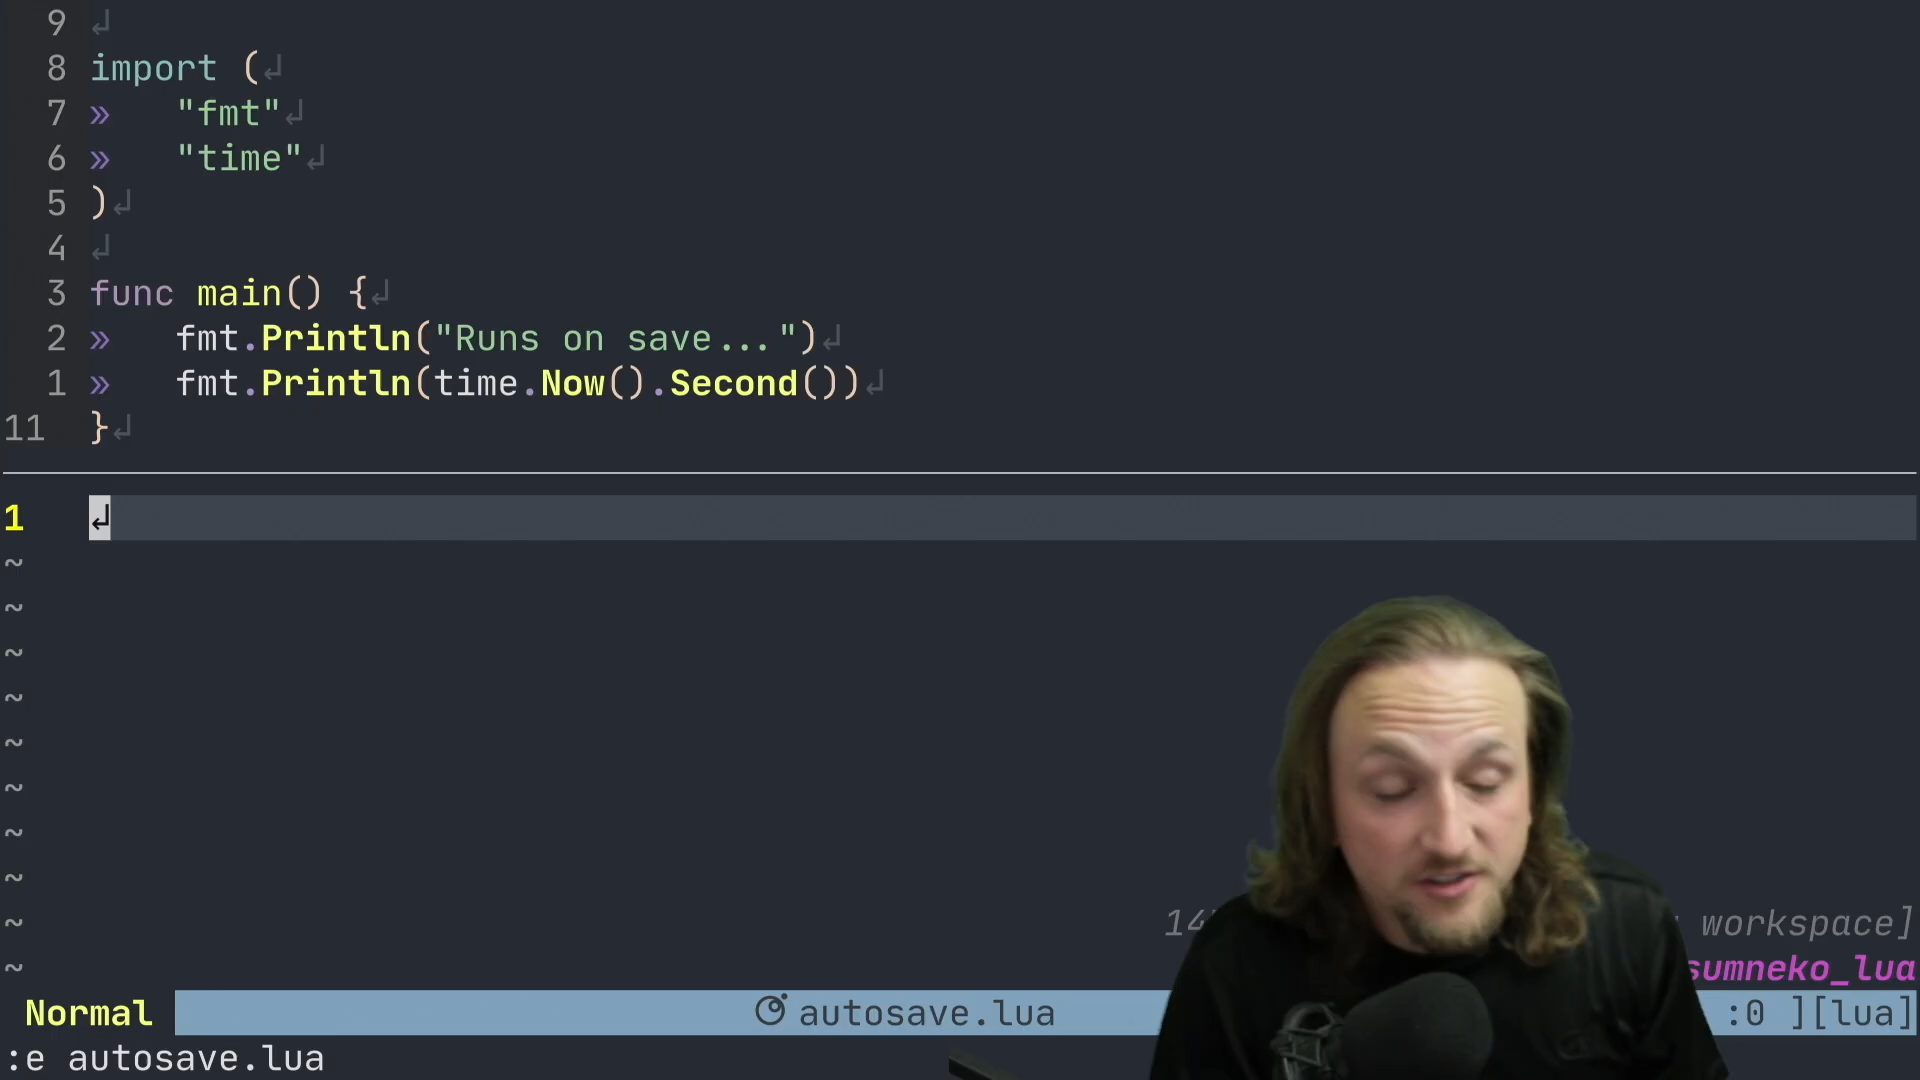 9 ↲
8 import (↲
7 » "fmt"↲
6 » "time"↲
5 )↲
4 ↲
3 func main() {↲
2 » fmt.Println("Runs on save...")↲
1 » fmt.Println(time.Now().Second())↲
11 }↲
1 ↲
~
~
~
~
~
~
~
~
~
workspace]
~
sumneko_lua
Normal autosave.lua :0 ][lua]
:e autosave.lua